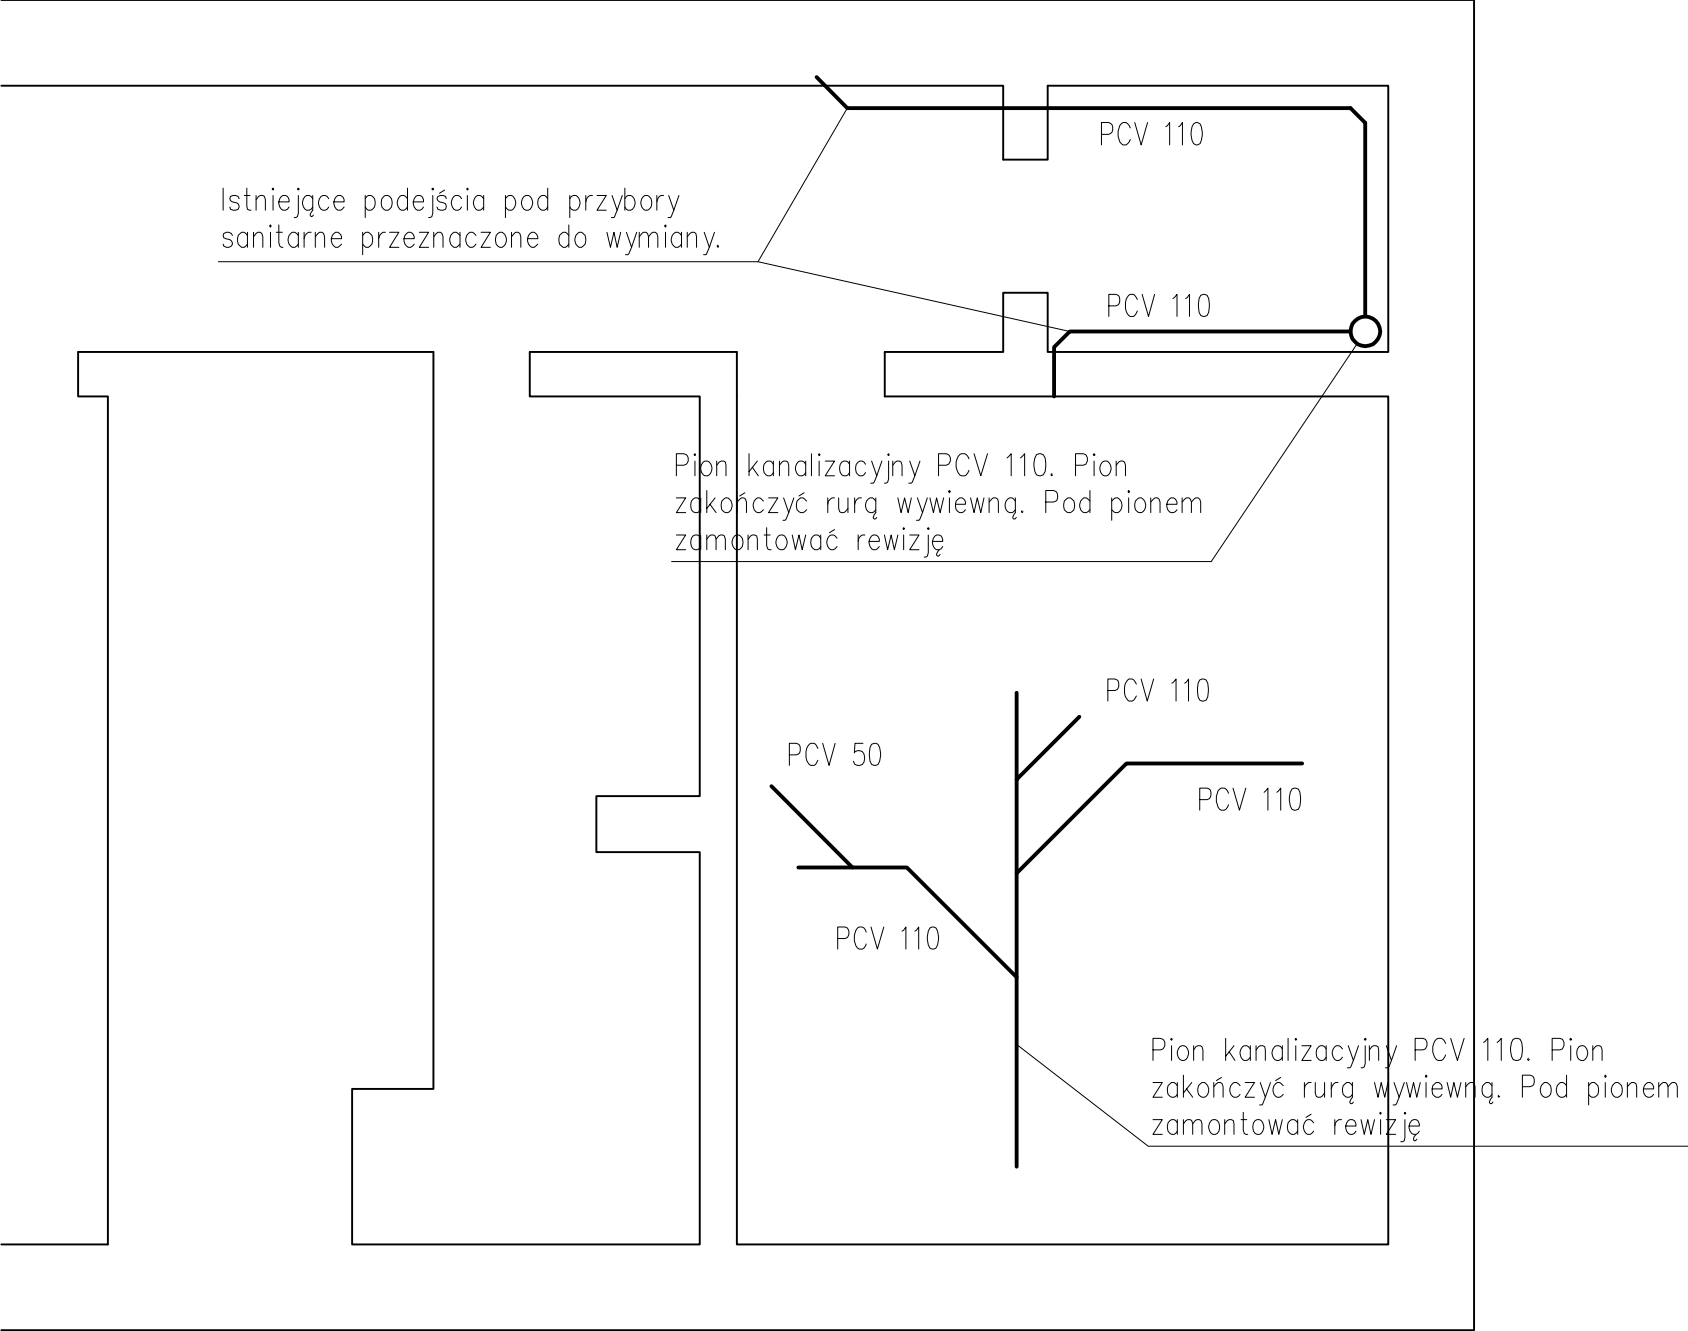 PCV 110
Istniejące podejścia pod przybory
sanitarne przeznaczone do wymiany.
PCV 110
Pion kanalizacyjny PCV 110. Pion
zakończyć rurą wywiewną. Pod pionem
zamontować rewizję
PCV 110
PCV 50
PCV 110
PCV 110
Pion kanalizacyjny PCV 110. Pion
zakończyć rurą wywiewną. Pod pionem
zamontować rewizję